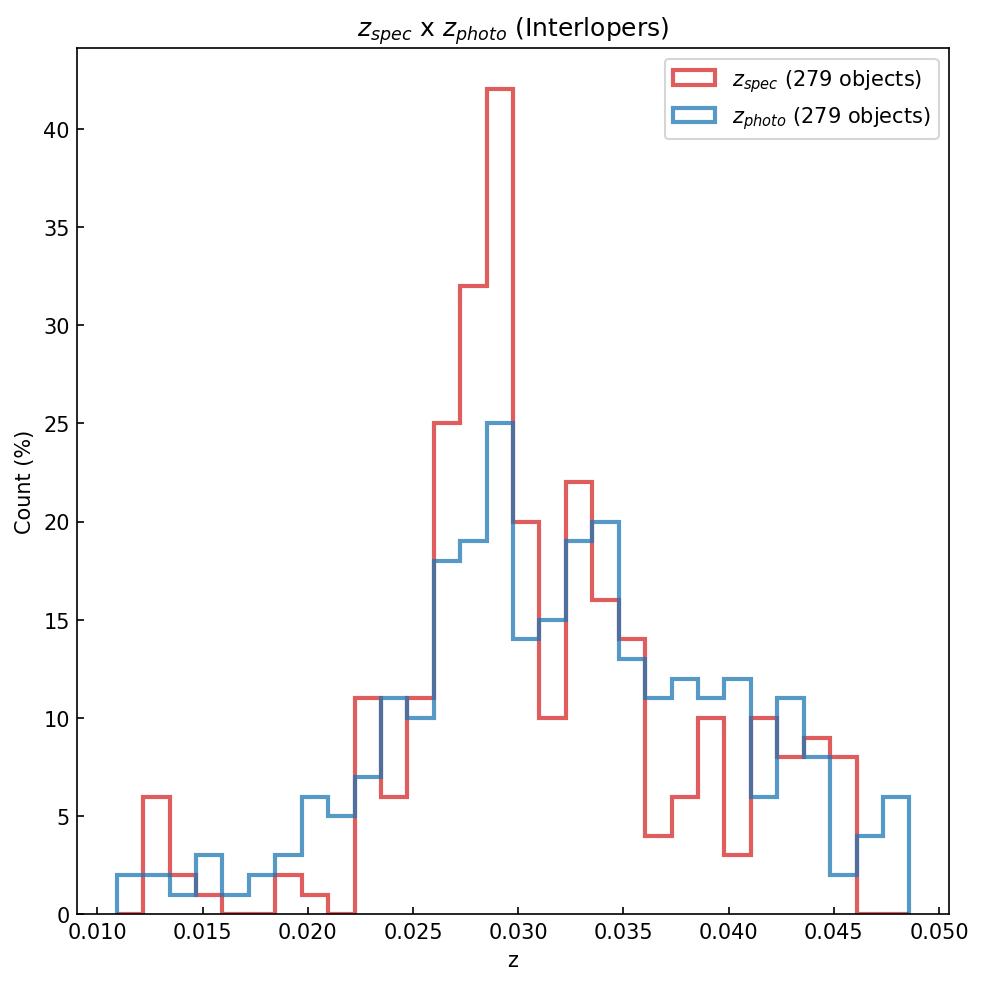 z_spec x z_photo (Interlopers)
z_spec (279 objects)
z_photo (279 objects)
Count (%)
40
35
30
25
20
15
10
5
0
0.010 0.015 0.020 0.025 0.030 0.035 0.040 0.045 0.050
z